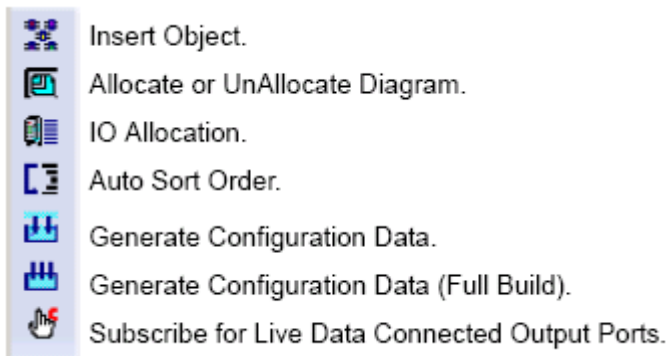 Insert Object.
Allocate or UnAllocate Diagram.
IO Allocation.
Auto Sort Order.
Generate Configuration Data.
Generate Configuration Data (Full Build).
Subscribe for Live Data Connected Output Ports.